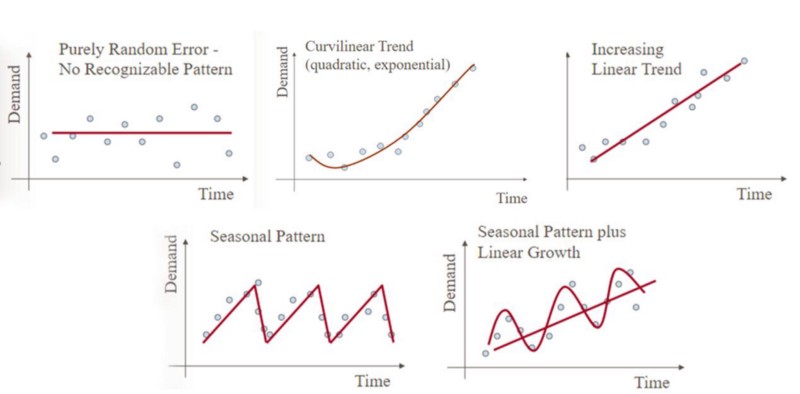 Purely Random Error -
No Recognizable Pattern
Demand
Time
Curvilinear Trend
(quadratic, exponential)
Demand
Time
Increasing
Linear Trend
Demand
Time
Seasonal Pattern
Demand
Time
Seasonal Pattern plus
Linear Growth
Demand
Time